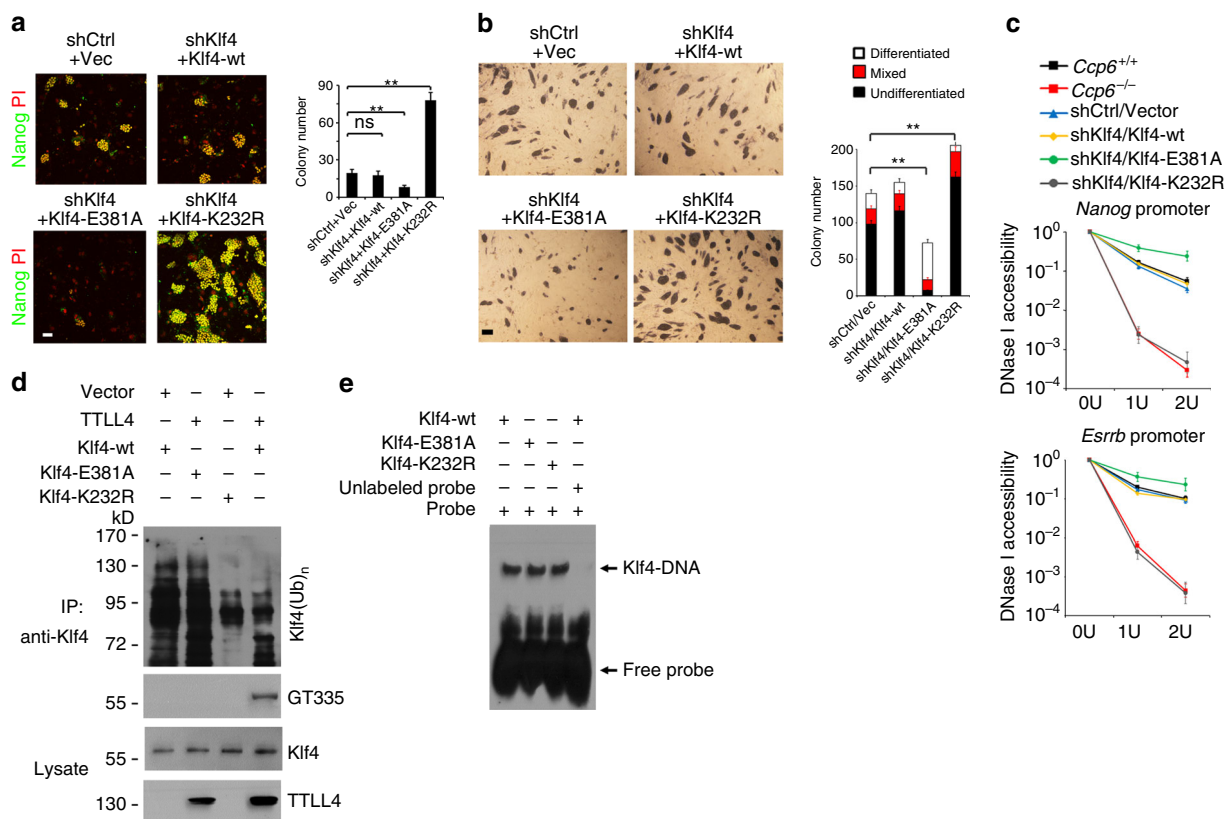 a
shCtrl
+Vec
shKlf4
+Klf4-wt
Nanog PI
shKlf4
+Klf4-E381A
shKlf4
+Klf4-K232R
Nanog PI
Colony number
90
60
30
0
**
**
ns
shCtrl+Vec
shKlf4+Klf4-wt
shKlf4+Klf4-E381A
shKlf4+Klf4-K232R
b
shCtrl
+Vec
shKlf4
+Klf4-wt
shKlf4
+Klf4-E381A
shKlf4
+Klf4-K232R
Differentiated
Mixed
Undifferentiated
Colony number
200
150
100
50
0
**
**
shCtrl/Vec
shKlf4/Klf4-wt
shKlf4/Klf4-E381A
shKlf4/Klf4-K232R
c
Ccp6+/+
Ccp6−/−
shCtrl/Vector
shKlf4/Klf4-wt
shKlf4/Klf4-E381A
shKlf4/Klf4-K232R
Nanog promoter
DNase I accessibility
10⁰
10⁻¹
10⁻²
10⁻³
10⁻⁴
0U 1U 2U
Esrrb promoter
DNase I accessibility
10⁰
10⁻¹
10⁻²
10⁻³
10⁻⁴
0U 1U 2U
d
Vector + − + −
TTLL4 − + − +
Klf4-wt + − − +
Klf4-E381A − + − −
Klf4-K232R − − + −
kD
170 -
130 -
95 -
72 -
IP:
anti-Klf4
Klf4(Ub)n
55 -
GT335
55 -
Klf4
Lysate
130 -
TTLL4
e
Klf4-wt + − − +
Klf4-E381A − + − −
Klf4-K232R − − + −
Unlabeled probe − − − +
Probe + + + +
Klf4-DNA
Free probe